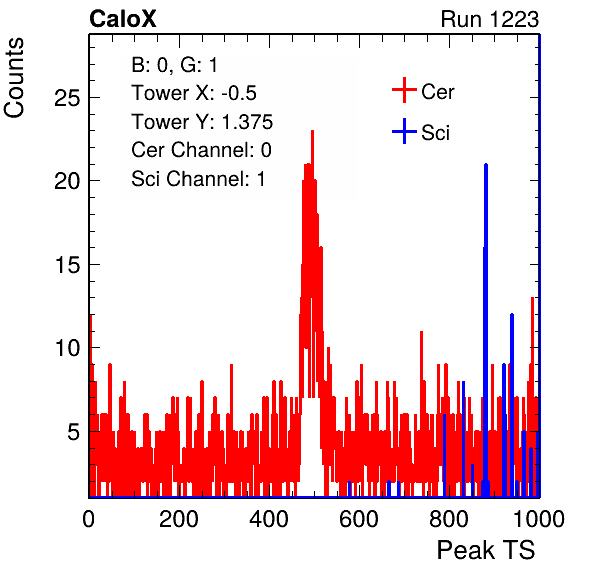 CaloX Run 1223
Counts
B: 0, G: 1
Tower X: -0.5
Tower Y: 1.375
Cer Channel: 0
Sci Channel: 1
Cer
Sci
25
20
15
10
5
0 200 400 600 800 1000
Peak TS